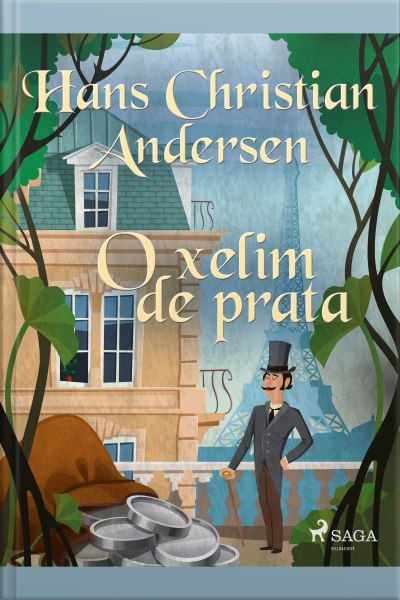 Hans Christian
Andersen
O xelim
de prata
SAGA
EGMONT